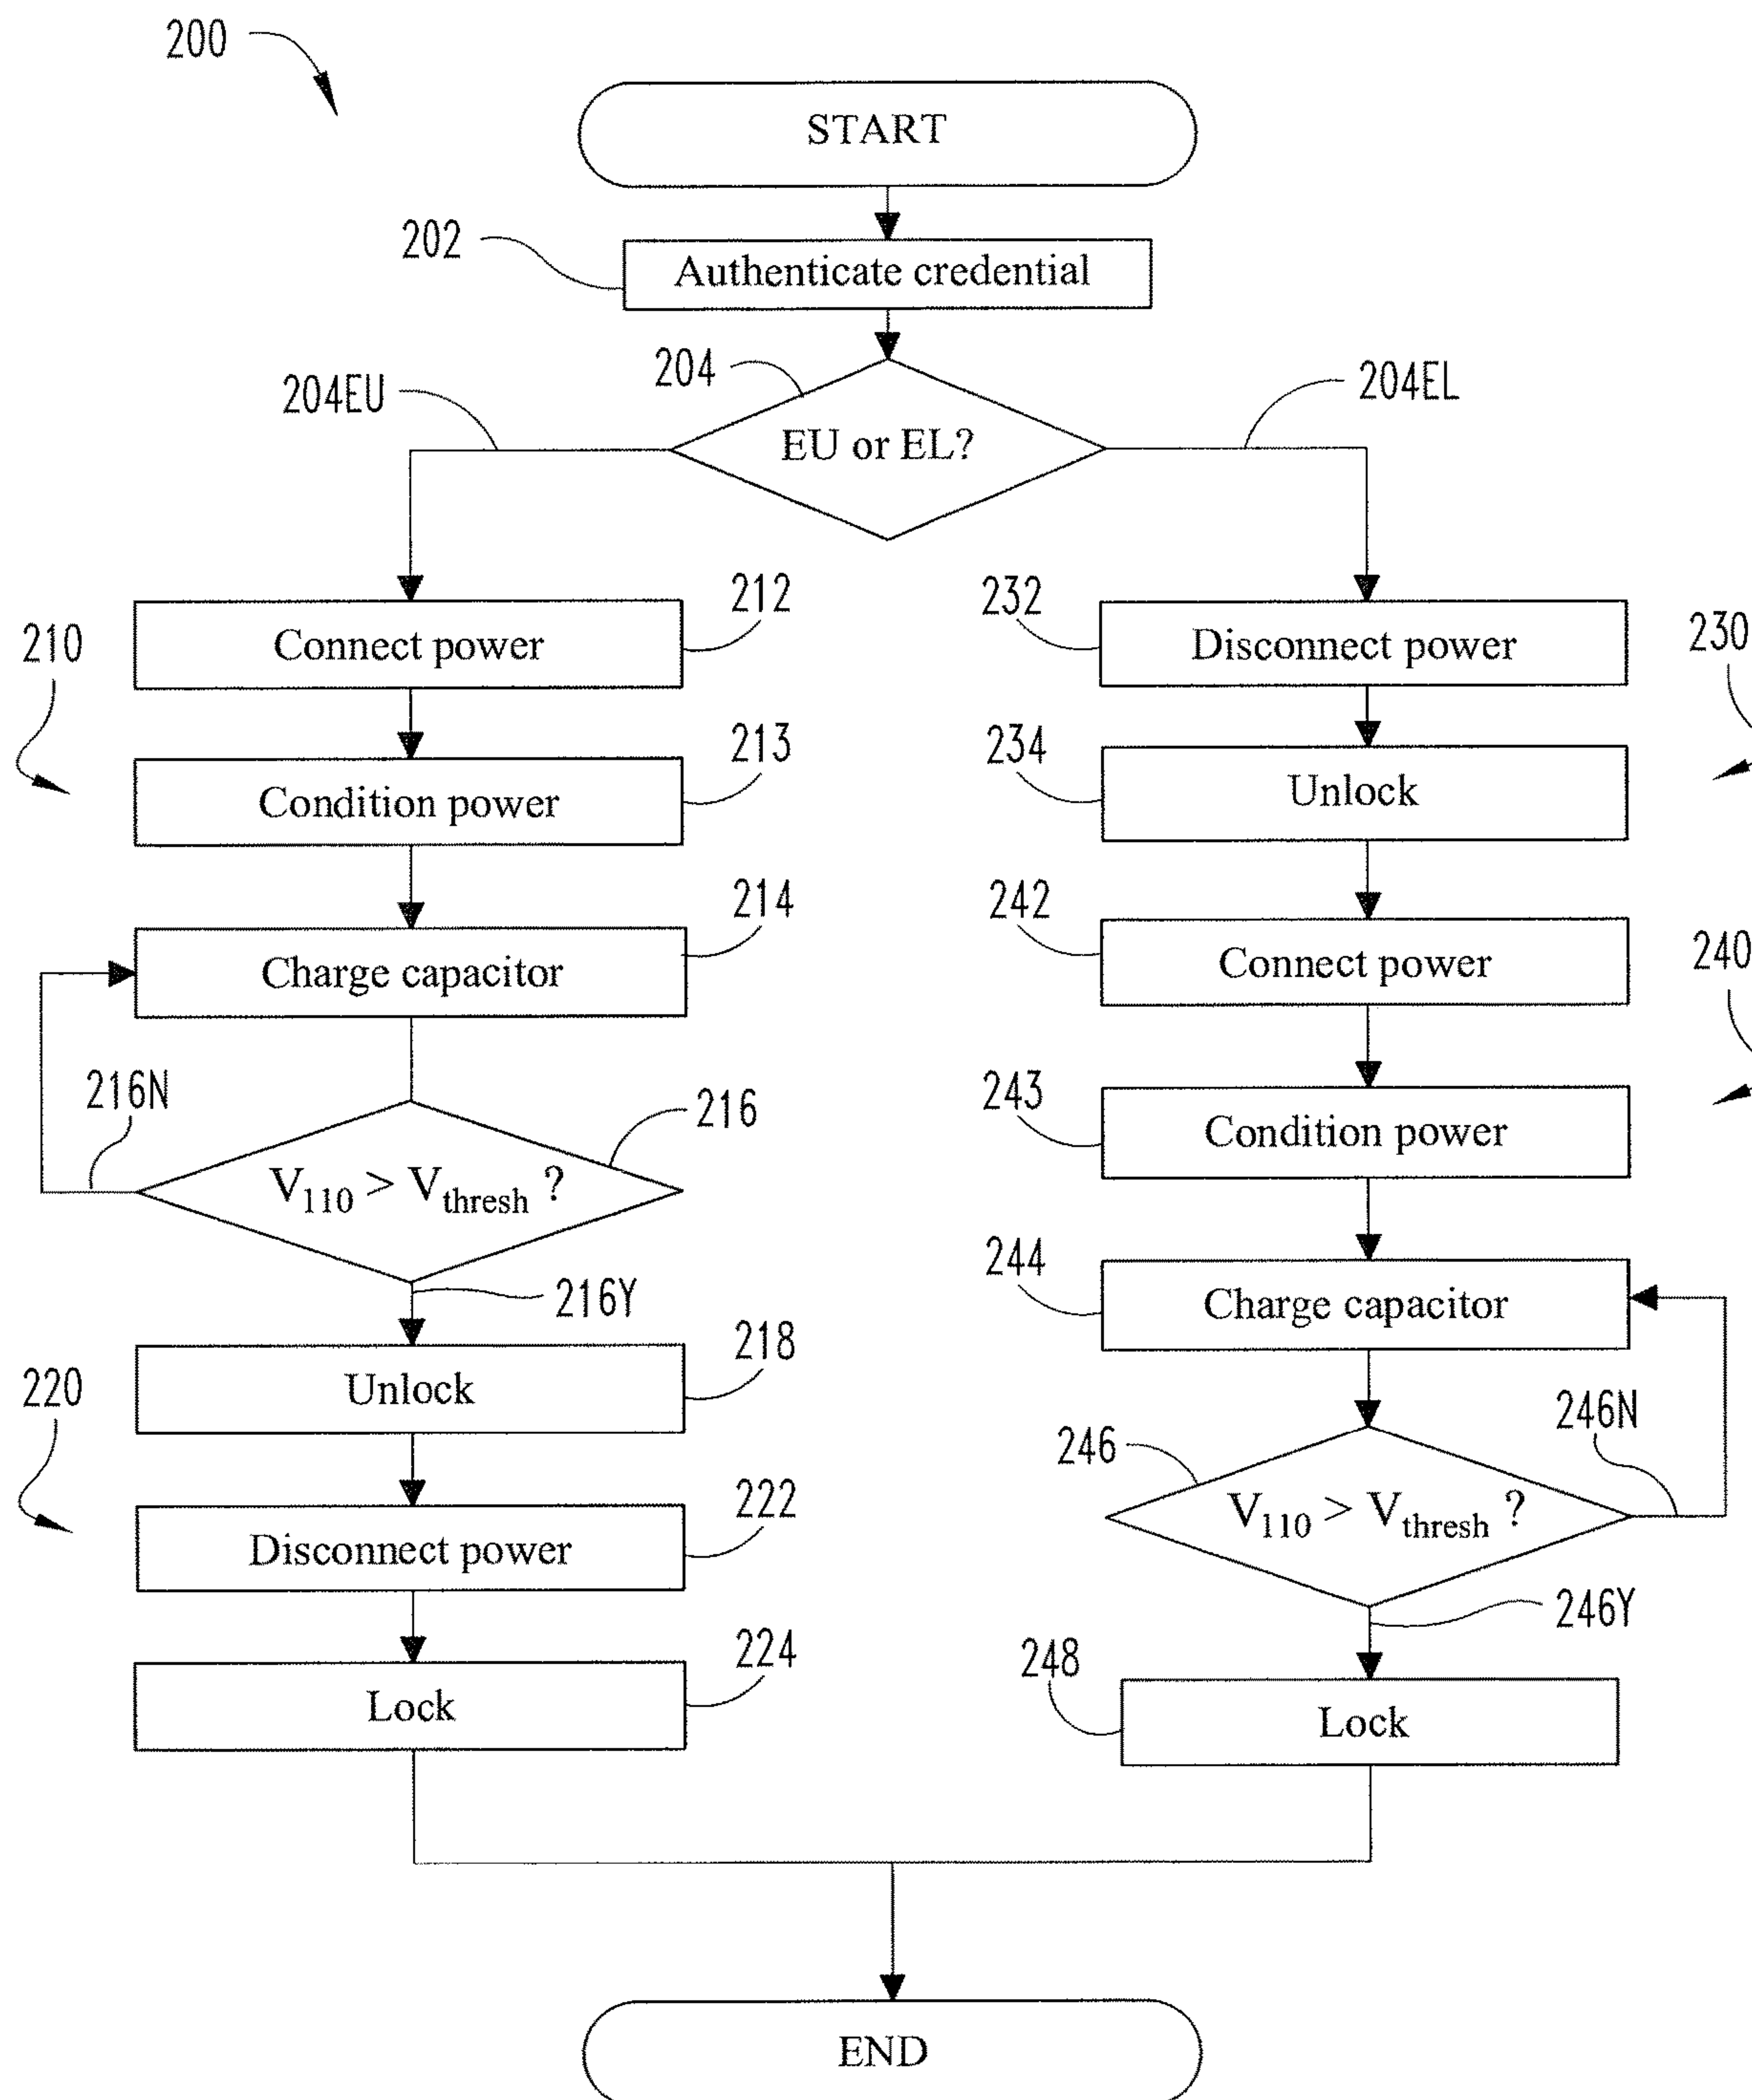 200
START
202
Authenticate credential
204
204EU
204EL
EU or EL?
212
232
Connect power
Disconnect power
210
230
213
234
Condition power
Unlock
214
242
Charge capacitor
Connect power
240
216N
216
243
V110 > Vthresh ?
Condition power
216Y
244
Charge capacitor
218
Unlock
220
246
246N
V110 > Vthresh ?
222
Disconnect power
246Y
224
248
Lock
Lock
END